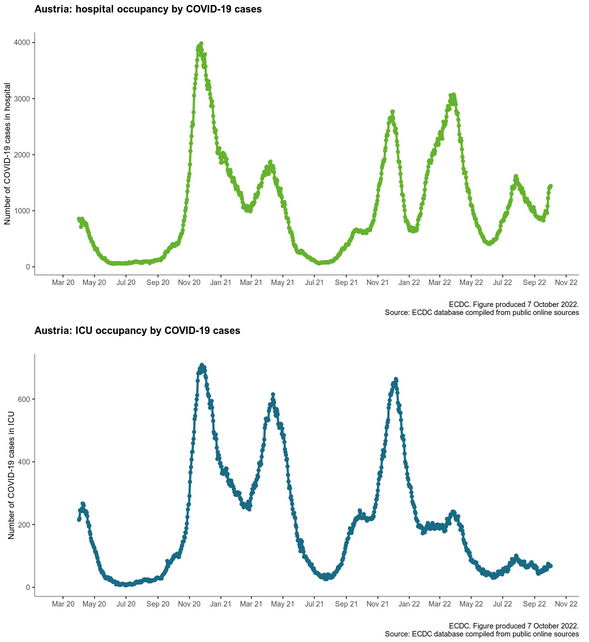 Austria: hospital occupancy by COVID-19 cases
Number of COVID-19 cases in hospital
4000
3000
2000
1000
0
Mar 20 May 20 Jul 20 Sep 20 Nov 20 Jan 21 Mar 21 May 21 Jul 21 Sep 21 Nov 21 Jan 22 Mar 22 May 22 Jul 22 Sep 22 Nov 22
ECDC. Figure produced 7 October 2022.
Source: ECDC database compiled from public online sources
Austria: ICU occupancy by COVID-19 cases
Number of COVID-19 cases in ICU
600
400
200
0
Mar 20 May 20 Jul 20 Sep 20 Nov 20 Jan 21 Mar 21 May 21 Jul 21 Sep 21 Nov 21 Jan 22 Mar 22 May 22 Jul 22 Sep 22 Nov 22
ECDC. Figure produced 7 October 2022.
Source: ECDC database compiled from public online sources